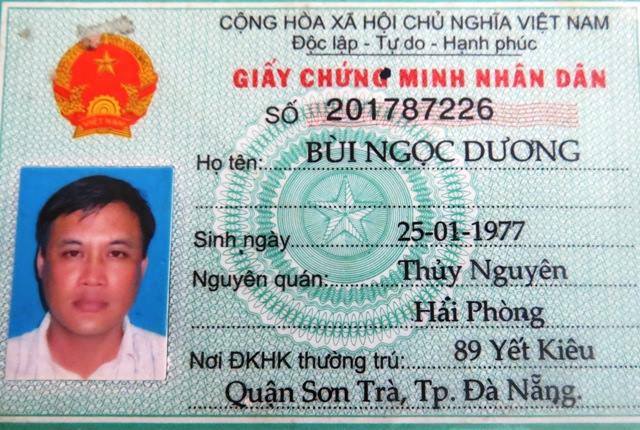 CỘNG HÒA XÃ HỘI CHỦ NGHĨA VIỆT NAM
Độc lập - Tự do - Hạnh phúc
GIẤY CHỨNG MINH NHÂN DÂN
SỐ 201787226
Họ tên: BÙI NGỌC DƯƠNG
Sinh ngày 25-01-1977
Nguyên quán: Thủy Nguyên
Hải Phòng
Nơi ĐKHK thường trú: 89 Yết Kiêu
Quận Sơn Trà, Tp. Đà Nẵng.
VIỆT NAM